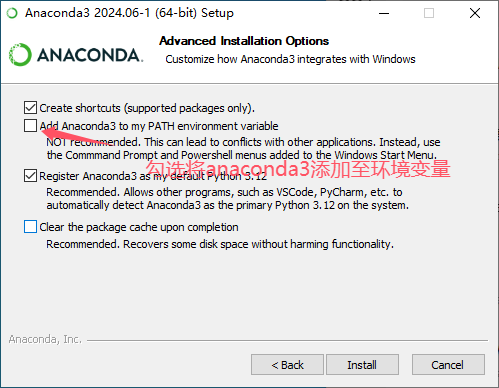 Anaconda3 2024.06-1 (64-bit) Setup
ANACONDA.
Advanced Installation Options
Customize how Anaconda3 integrates with Windows
Create shortcuts (supported packages only).
Add Anaconda3 to my PATH environment variable
NOT recommended. This can lead to conflicts with other applications. Instead, use
the Commmand Prompt and Powershell menus added to the Windows Start Menu.
勾选将anaconda3添加至环境变量
Register Anaconda3 as my default Python 3.12
Recommended. Allows other programs, such as VSCode, PyCharm, etc. to
automatically detect Anaconda3 as the primary Python 3.12 on the system.
Clear the package cache upon completion
Recommended. Recovers some disk space without harming functionality.
Anaconda, Inc.
< Back
Install
Cancel